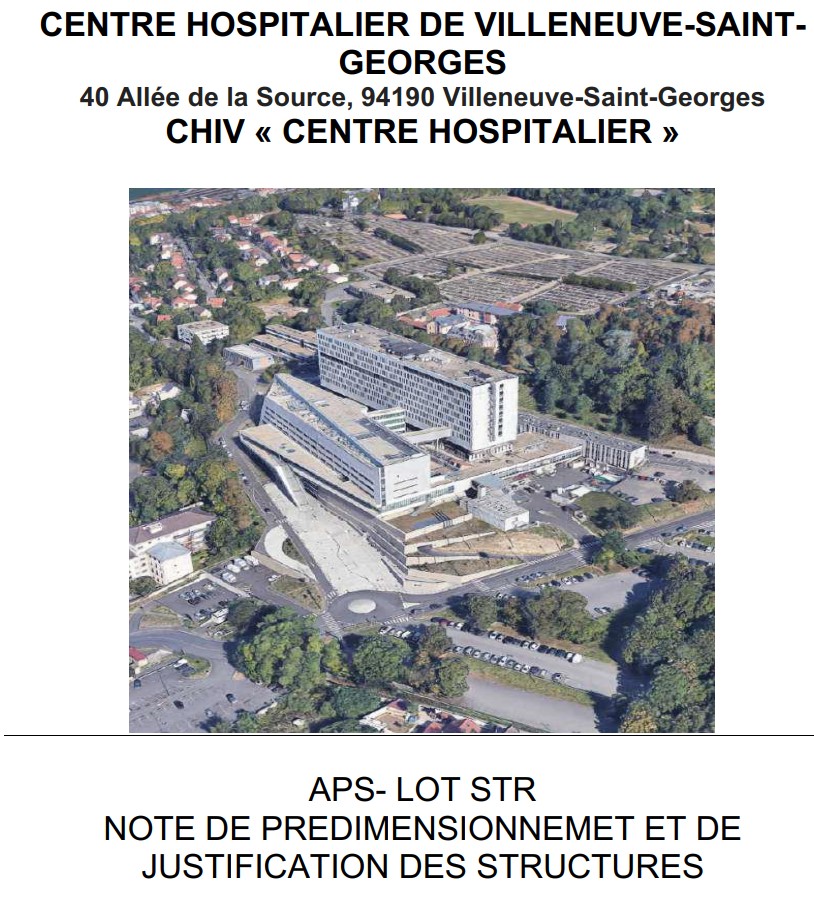 CENTRE HOSPITALIER DE VILLENEUVE-SAINT-
GEORGES
40 Allée de la Source, 94190 Villeneuve-Saint-Georges
CHIV « CENTRE HOSPITALIER »
APS- LOT STR
NOTE DE PREDIMENSIONNEMET ET DE
JUSTIFICATION DES STRUCTURES